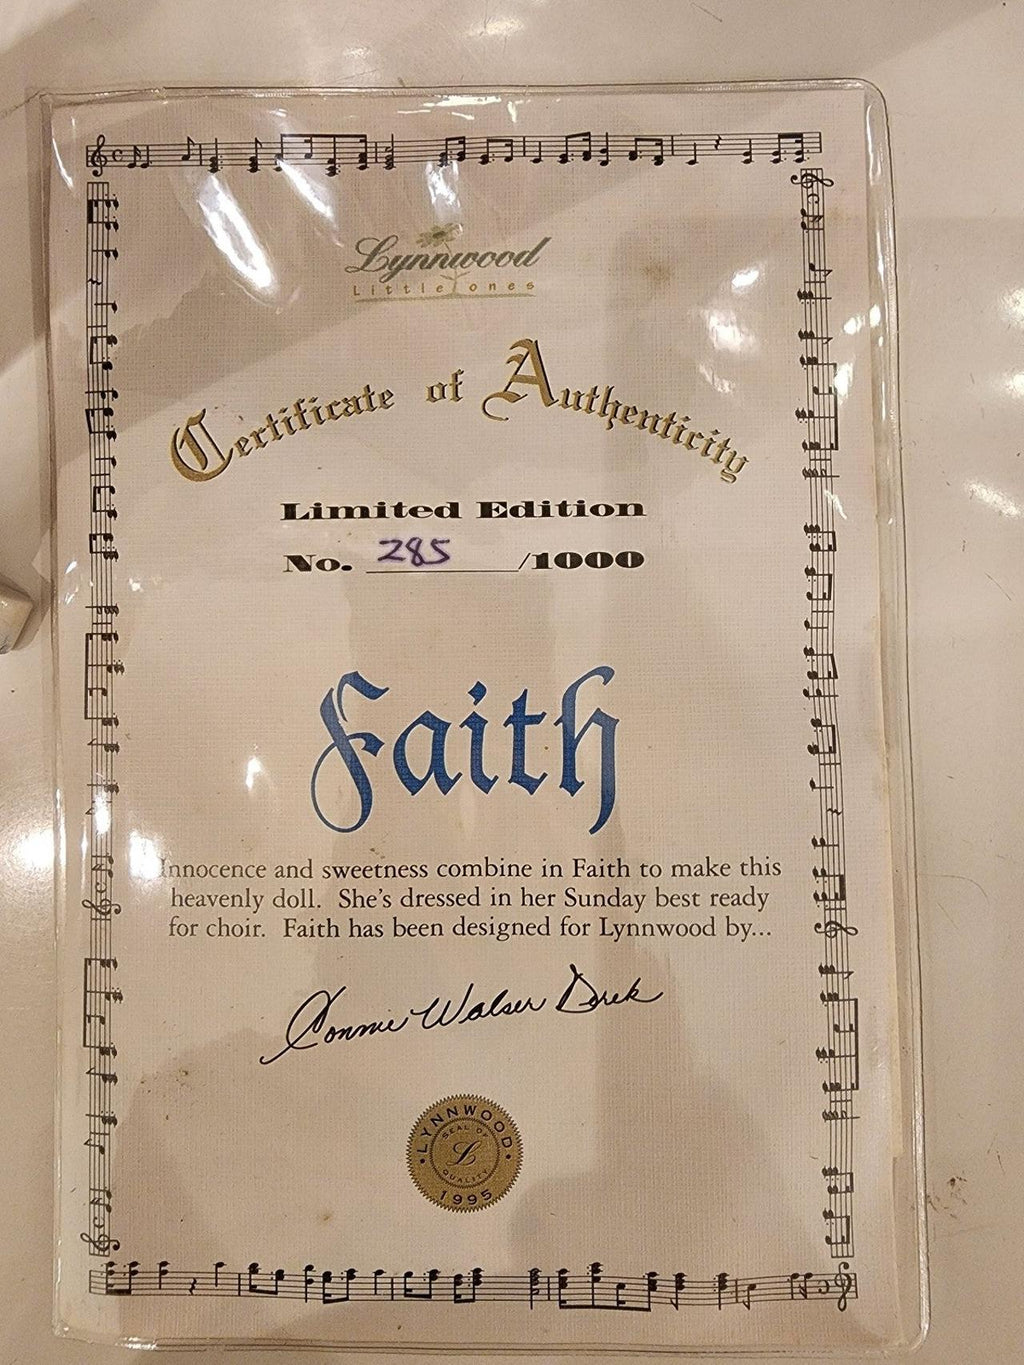 Lynnwood
Little ones
Certificate of Authenticity
Limited Edition
No. 285 /1000
Faith
Innocence and sweetness combine in Faith to make this
heavenly doll. She's dressed in her Sunday best ready
for choir. Faith has been designed for Lynnwood by...
Connie Walser Derek
LYNNWOOD
SEAL OF
L
QUALITY
1995